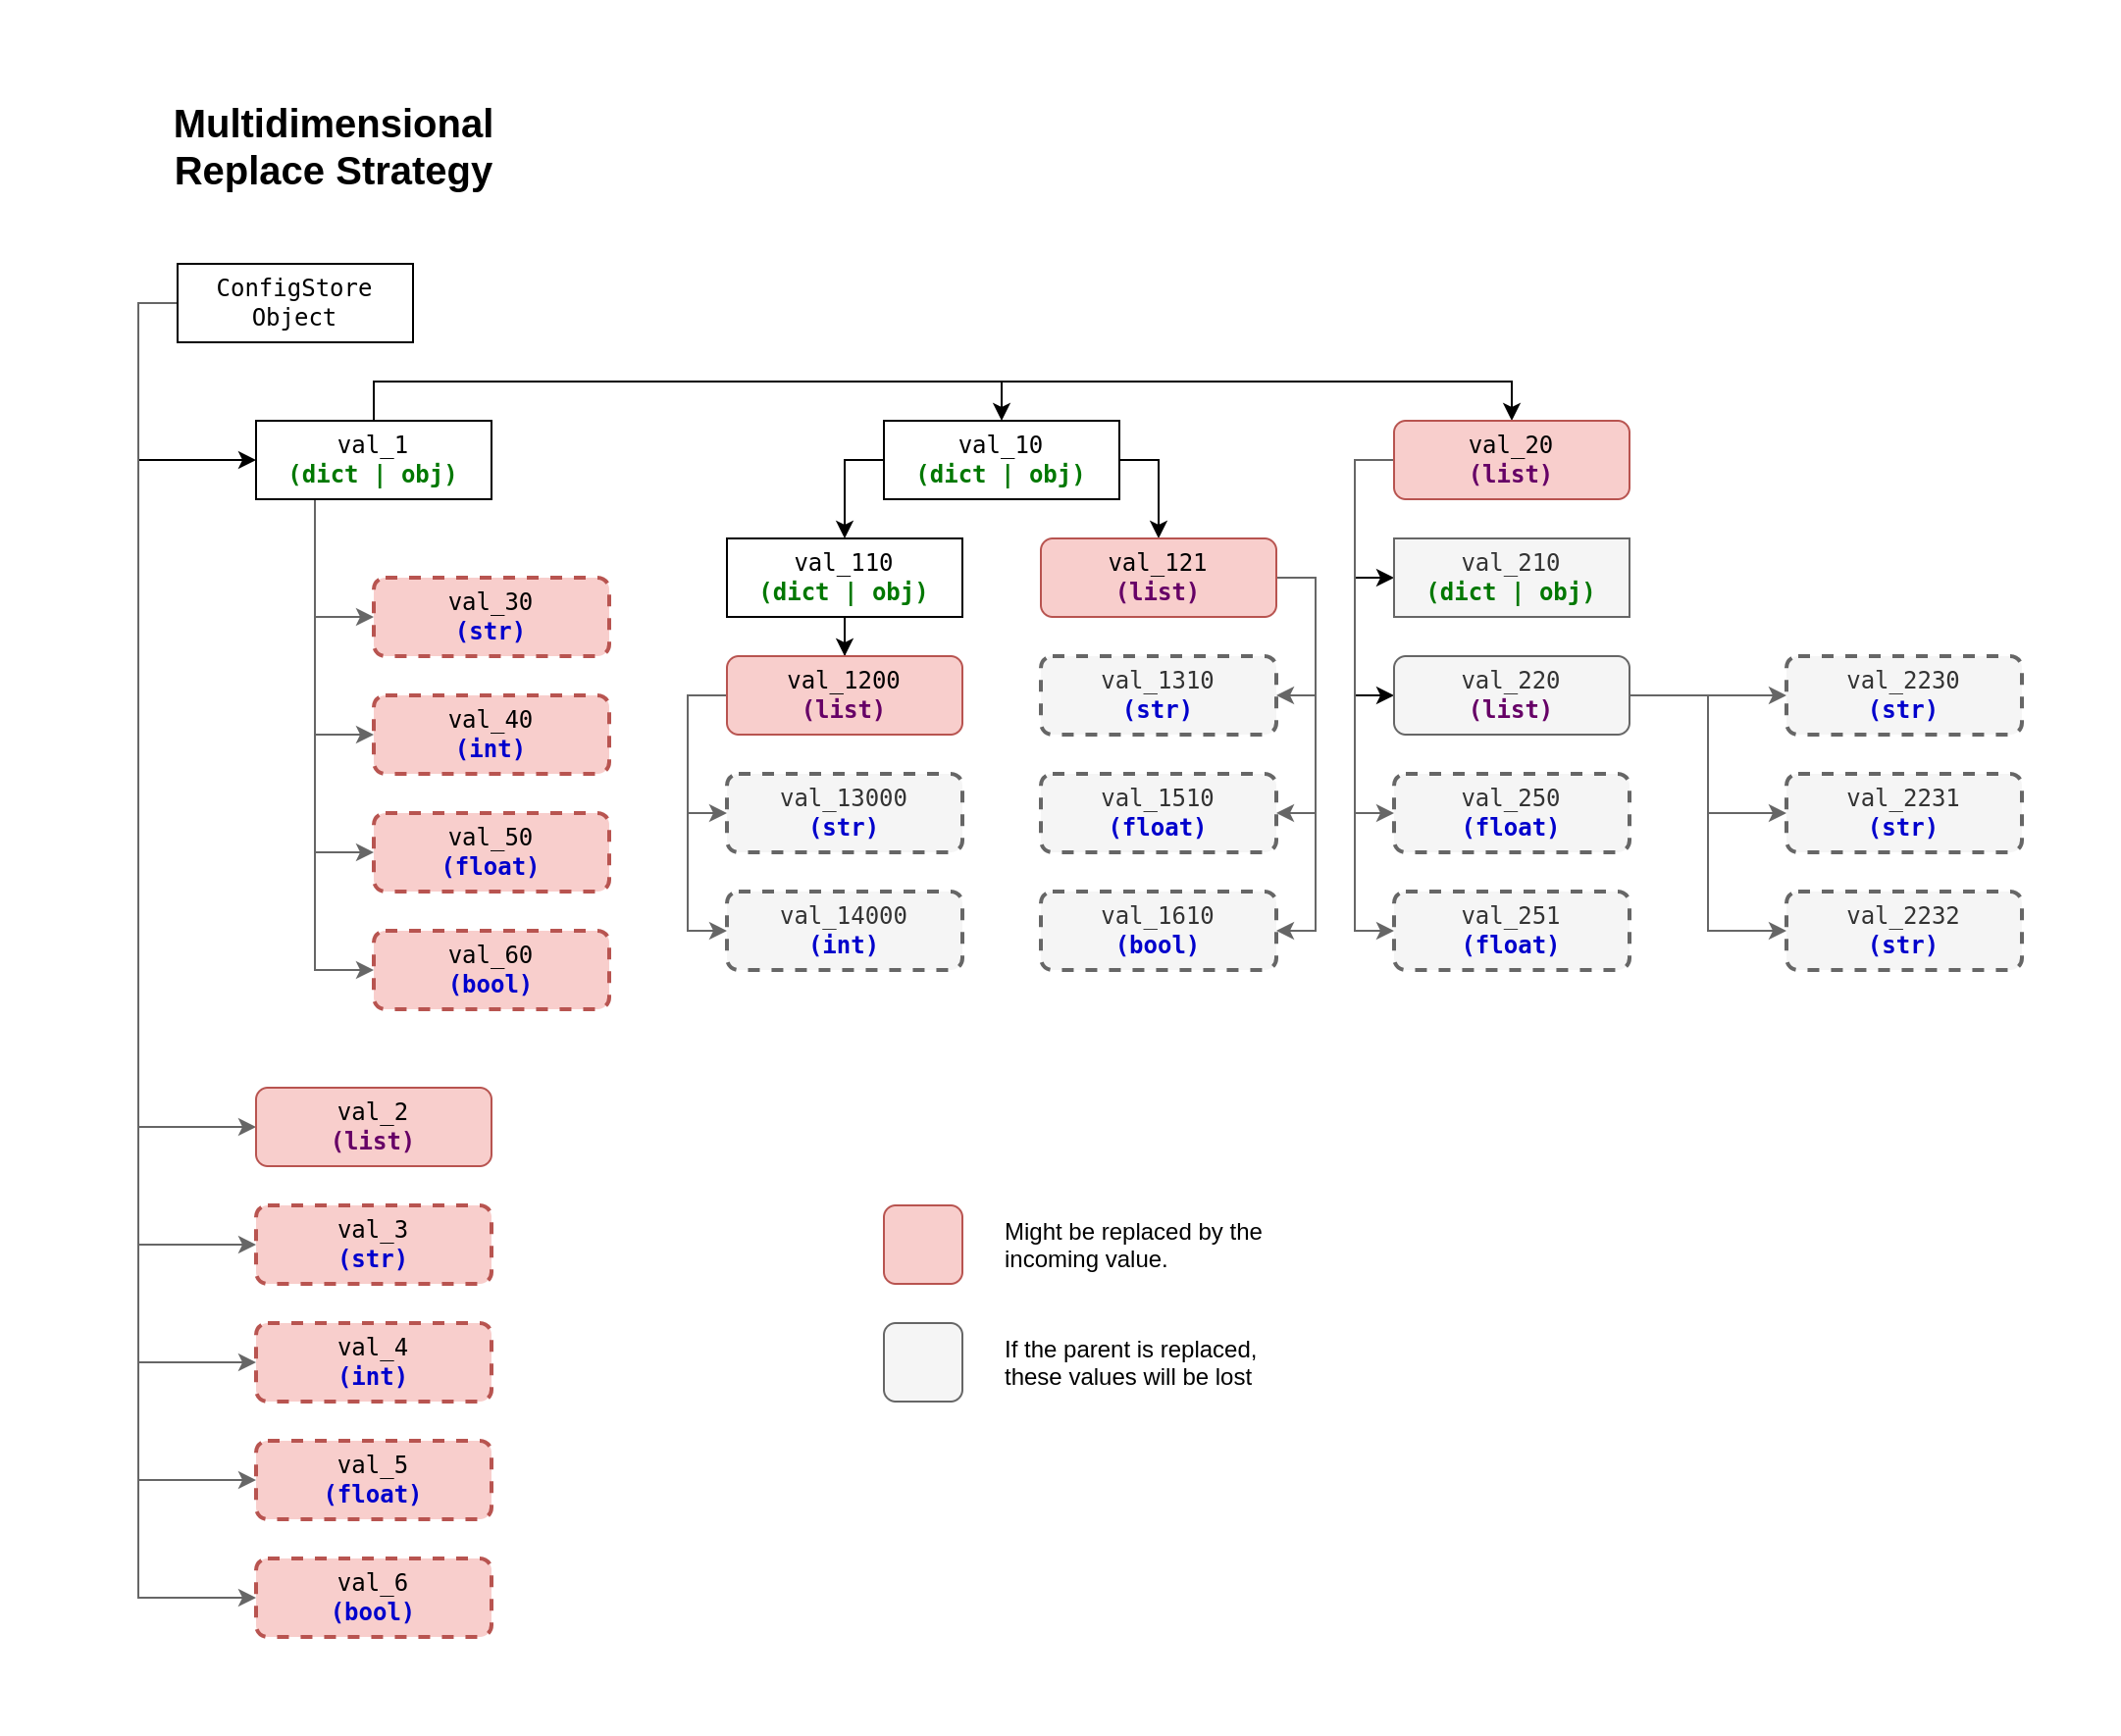 Multidimensional
Replace Strategy
ConfigStore
Object
val_1
(dict | obj)
val_10
(dict | obj)
val_20
(list)
val_110
(dict | obj)
val_121
(list)
val_210
(dict | obj)
val_30
(str)
val_1200
(list)
val_1310
(str)
val_220
(list)
val_2230
(str)
val_40
(int)
val_13000
(str)
val_1510
(float)
val_250
(float)
val_2231
(str)
val_50
(float)
val_14000
(int)
val_1610
(bool)
val_251
(float)
val_2232
(str)
val_60
(bool)
val_2
(list)
val_3
(str)
Might be replaced by the
incoming value.
val_4
(int)
If the parent is replaced,
these values will be lost
val_5
(float)
val_6
(bool)